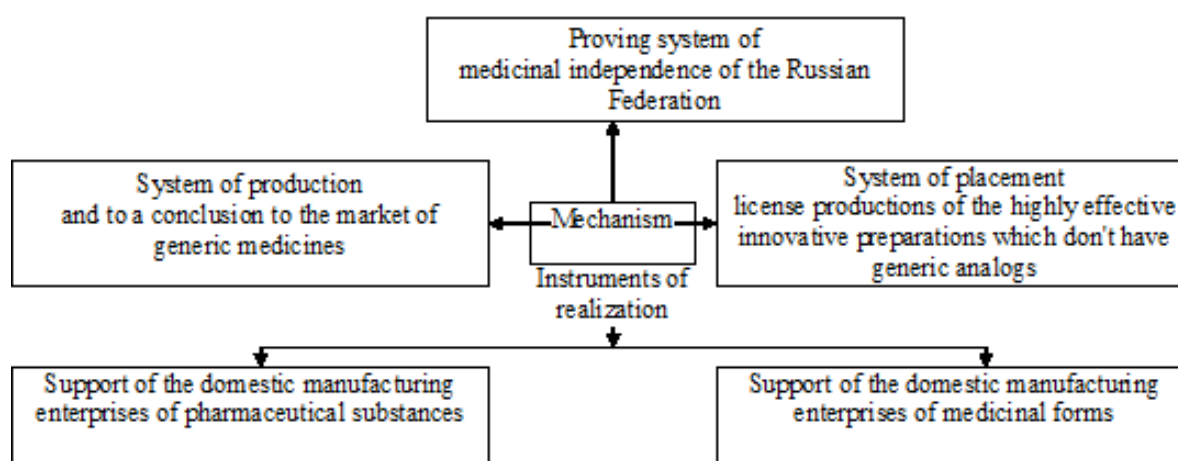 Proving system of
medicinal independence of the Russian
Federation
System of production
and to a conclusion to the market of
generic medicines
Mechanism
System of placement
license productions of the highly effective
innovative preparations which don't have
generic analogs
Instruments of
realization
Support of the domestic manufacturing
enterprises of pharmaceutical substances
Support of the domestic manufacturing
enterprises of medicinal forms